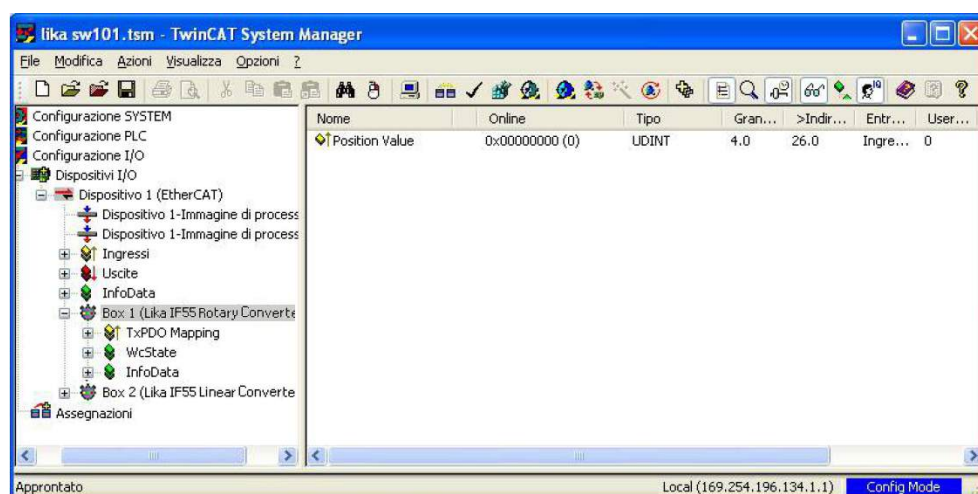 lika sw101.tsm - TwinCAT System Manager
File Modifica Azioni Visualizza Opzioni ?
Configurazione SYSTEM
Configurazione PLC
Configurazione I/O
Dispositivi I/O
Dispositivo 1 (EtherCAT)
Dispositivo 1-Immagine di process
Dispositivo 1-Immagine di process
Ingressi
Uscite
InfoData
Box 1 (Lika IF55 Rotary Converte
TxPDO Mapping
WcState
InfoData
Box 2 (Lika IF55 Linear Converte
Assegnazioni
Nome Online Tipo Gran... >Indir... Entr... User...
Position Value 0x00000000 (0) UDINT 4.0 26.0 Ingre... 0
Approntato Local (169.254.196.134.1.1) Config Mode